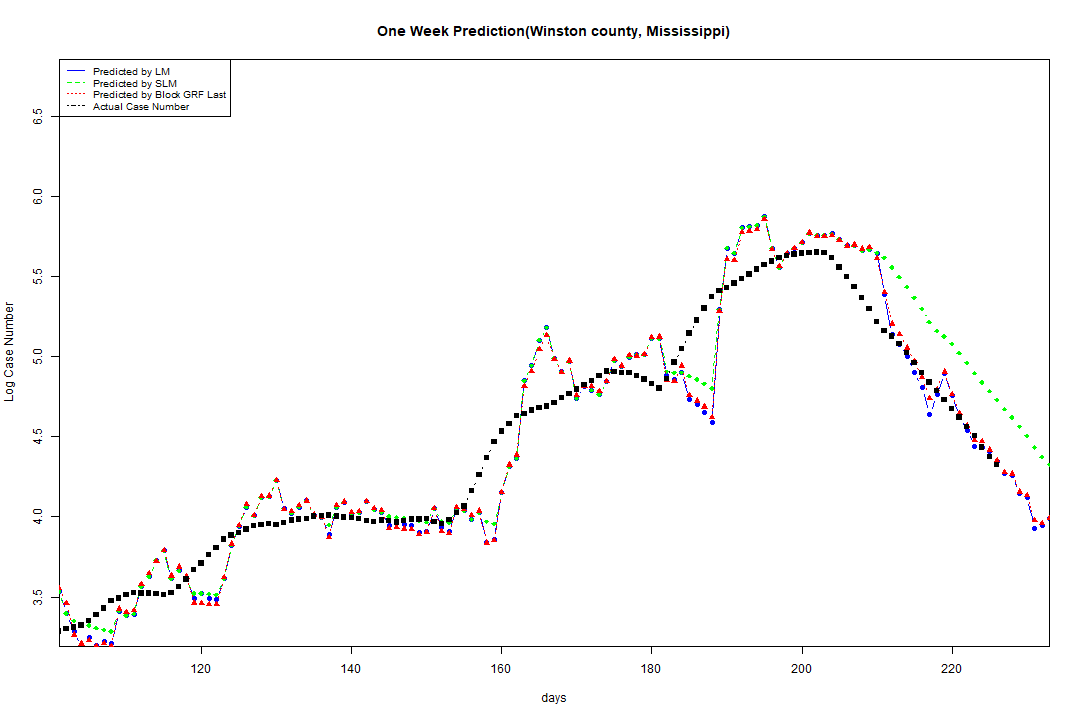 One Week Prediction(Winston county, Mississippi)
Predicted by LM
Predicted by SLM
Predicted by Block GRF Last
Actual Case Number
6.5
6.0
5.5
5.0
4.5
4.0
3.5
Log Case Number
120 140 160 180 200 220
days